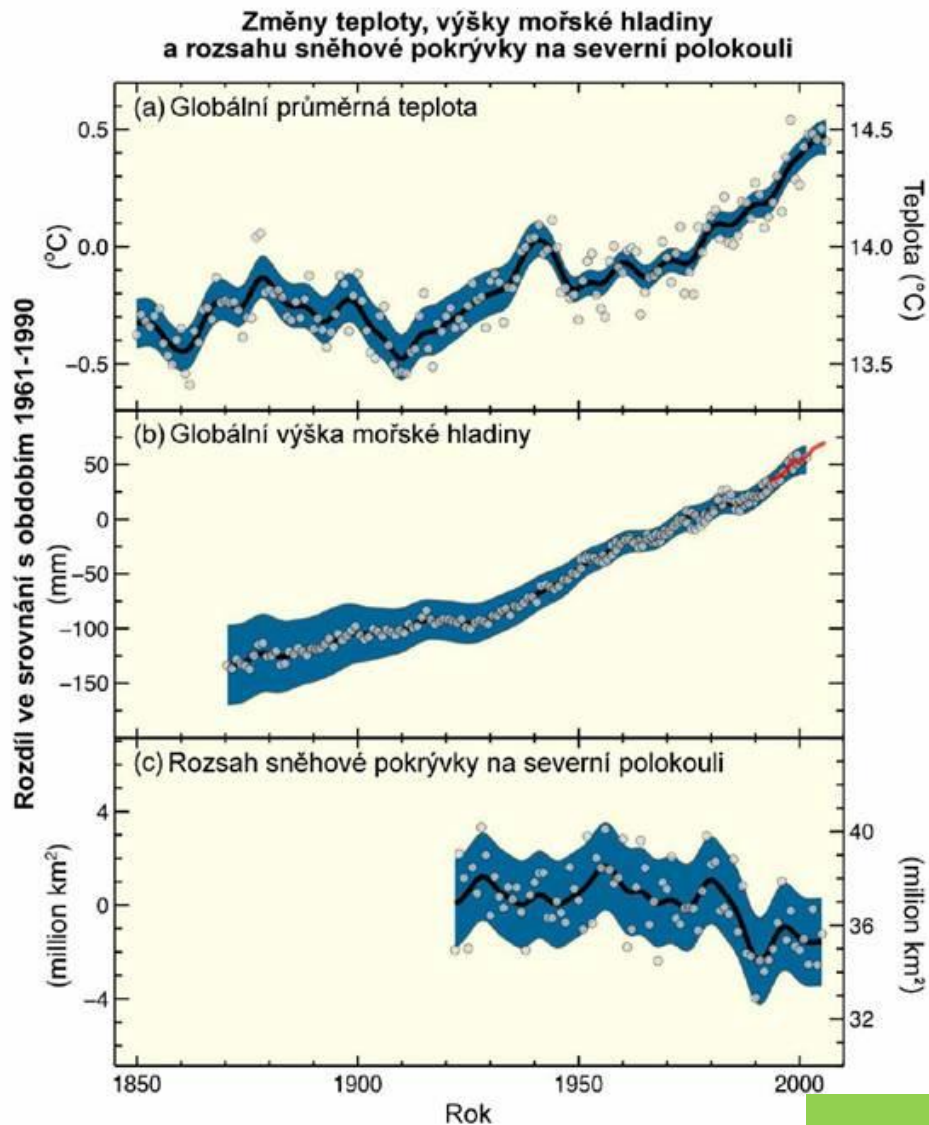 Změny teploty, výšky mořské hladiny
a rozsahu sněhové pokrývky na severní polokouli
Rozdíl ve srovnání s obdobím 1961-1990
(a) Globální průměrná teplota
(°C)
0.5
0.0
−0.5
14.5
14.0
13.5
Teplota (°C)
(b) Globální výška mořské hladiny
(mm)
50
0
−50
−100
−150
(c) Rozsah sněhové pokrývky na severní polokouli
(million km²)
4
0
−4
40
36
32
(milion km²)
1850
1900
1950
2000
Rok